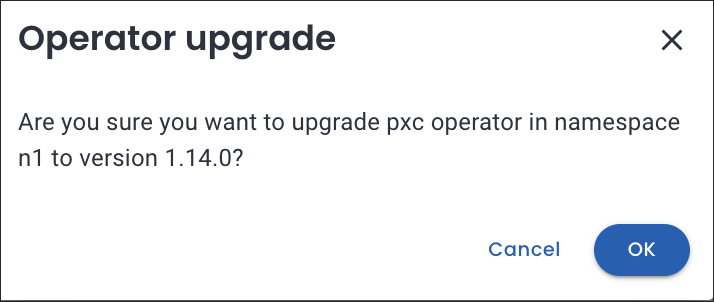 Operator upgrade
Are you sure you want to upgrade pxc operator in namespace
n1 to version 1.14.0?
Cancel
OK